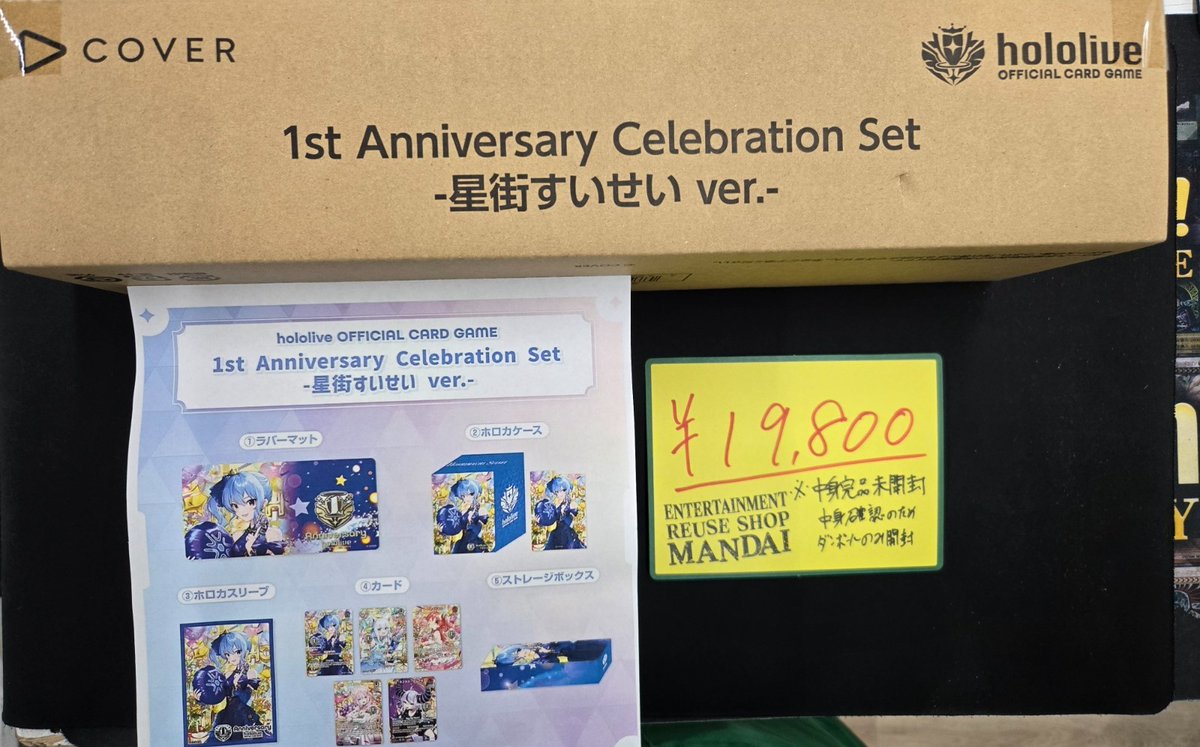 COVER
hololive
OFFICIAL CARD GAME
1st Anniversary Celebration Set
-星街すいせい ver.-
hololive OFFICIAL CARD GAME
1st Anniversary Celebration Set
-星街すいせい ver.-
①ラバーマット
②ホロカケース
Anniversary
③ホロカスリーブ
④カード
⑤ストレージボックス
¥19,800
ENTERTAINMENT
REUSE SHOP
MANDAI
※中身完品未開封
中身確認のため
ダンボールのみ開封